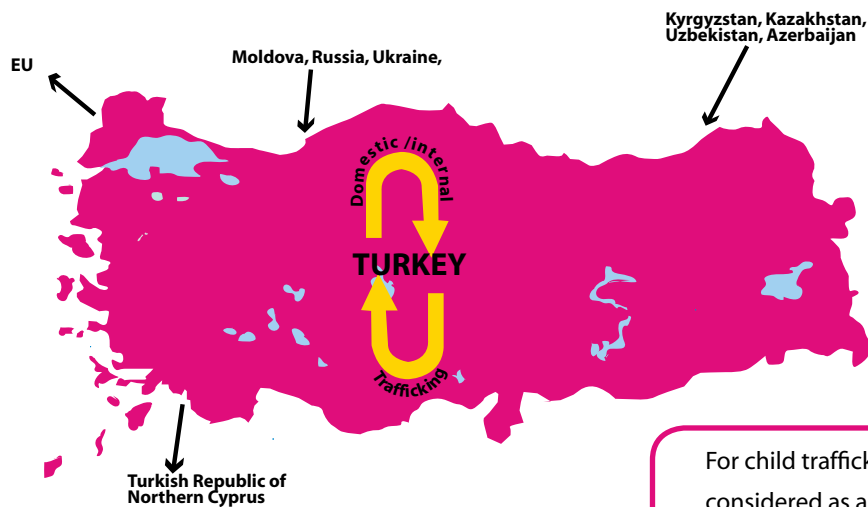 Kyrgyzstan, Kazakhstan,
Uzbekistan, Azerbaijan
Moldova, Russia, Ukraine,
EU
Domestic /internal
TURKEY
Trafficking
Turkish Republic of
Northern Cyprus
For child traffick
considered as a